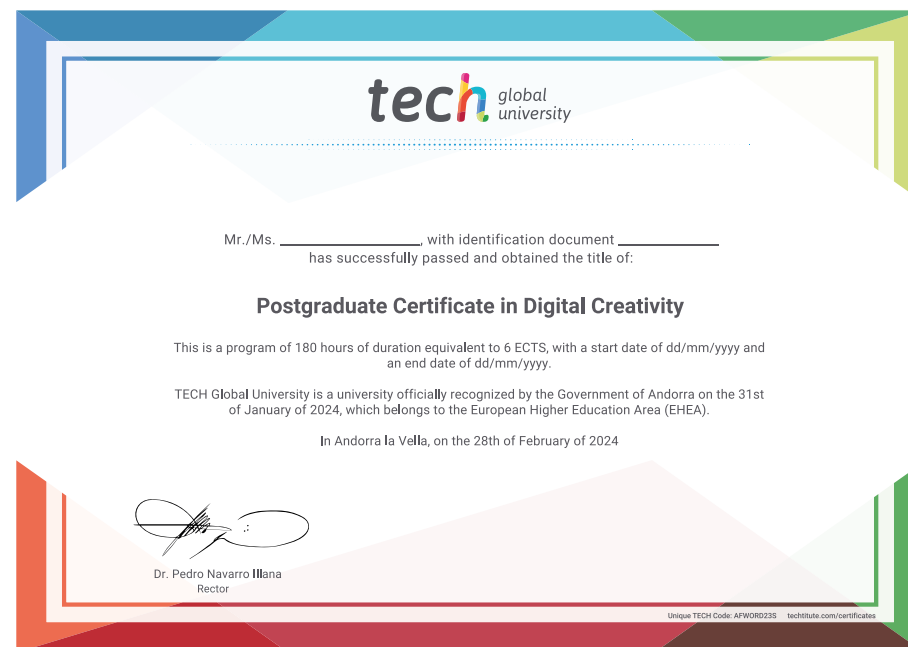 tech global university
Mr./Ms. ____________________, with identification document ______________
has successfully passed and obtained the title of:
Postgraduate Certificate in Digital Creativity
This is a program of 180 hours of duration equivalent to 6 ECTS, with a start date of dd/mm/yyyy and
an end date of dd/mm/yyyy.
TECH Global University is a university officially recognized by the Government of Andorra on the 31st
of January of 2024, which belongs to the European Higher Education Area (EHEA).
In Andorra la Vella, on the 28th of February of 2024
Dr. Pedro Navarro Illana
Rector
Unique TECH Code: AFWORD23S techtitute.com/certificates